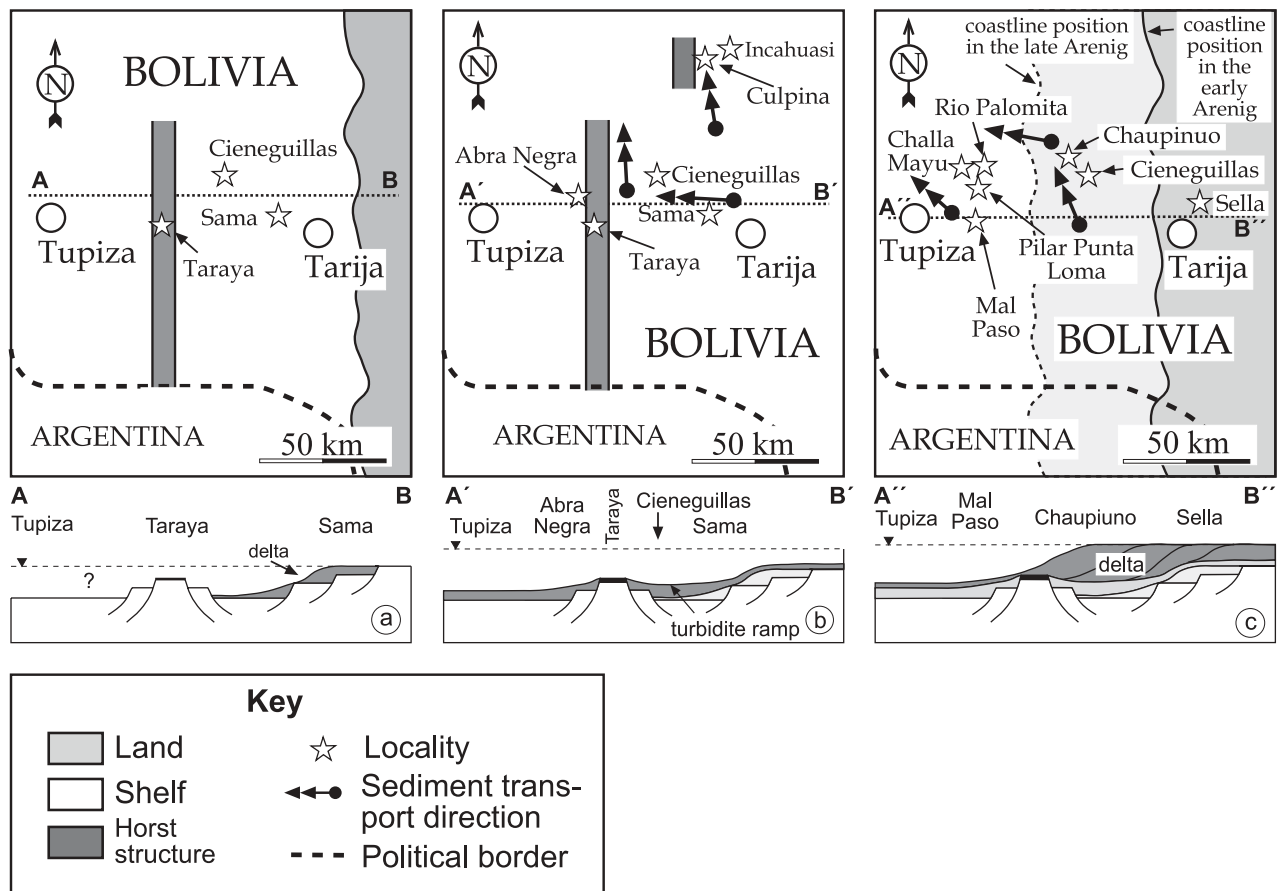 N
BOLIVIA
Cieneguillas
A
B
Sama
Tupiza
Taraya
Tarija
ARGENTINA
50 km
N
Incahuasi
Culpina
Abra Negra
Cieneguillas
A´
B´
Sama
Tupiza
Taraya
Tarija
BOLIVIA
ARGENTINA
50 km
coastline position
in the late Arenig
coastline
position
in the
early
Arenig
N
Rio Palomita
Challa
Mayu
Chaupinuo
Cieneguillas
Sella
A´´
B´´
Tupiza
Pilar Punta
Loma
Tarija
Mal
Paso
BOLIVIA
ARGENTINA
50 km
A
B
Tupiza
Taraya
Sama
delta
?
a
A´
B´
Tupiza
Abra
Negra
Taraya
Cieneguillas
Sama
turbidite ramp
b
A´´
B´´
Tupiza
Mal
Paso
Chaupiuno
Sella
delta
c
Key
Land
Shelf
Horst
structure
Locality
Sediment trans-
port direction
Political border